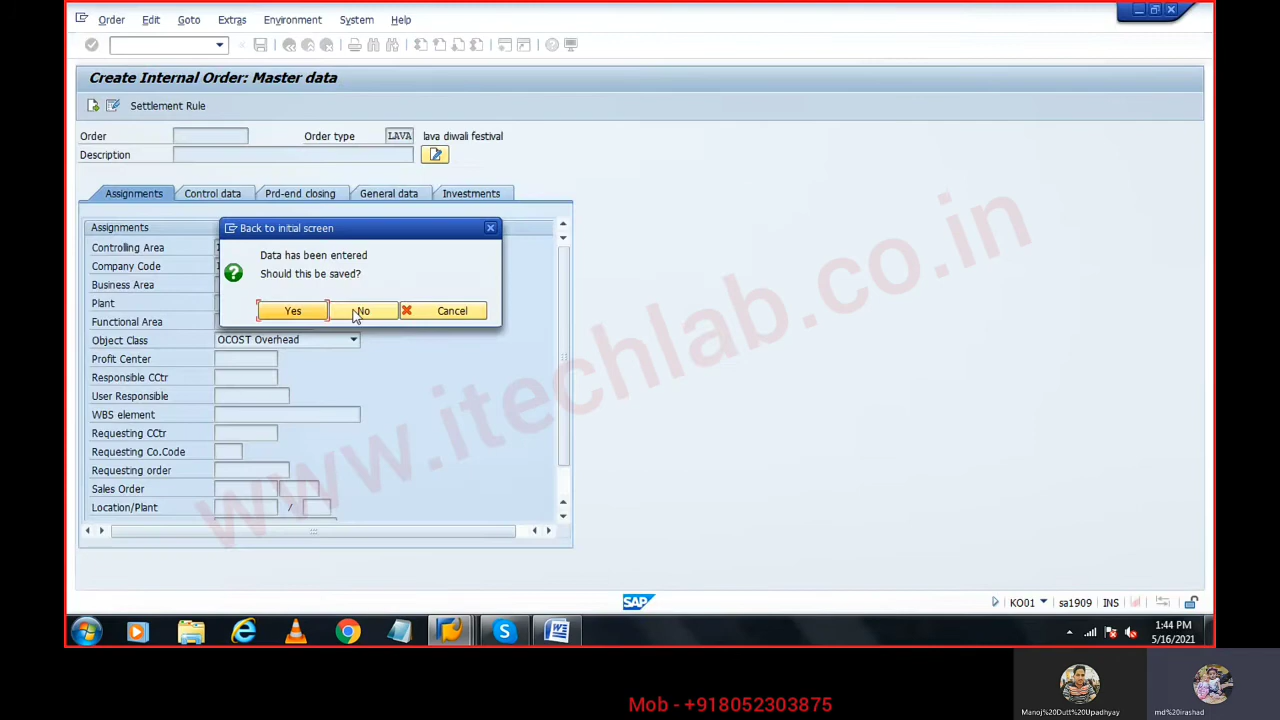 Order Edit Goto Extras Environment System Help
Create Internal Order: Master data
Settlement Rule
Order Order type LAVA lava diwali festival
Description
Assignments Control data Prd-end closing General data Investments
Assignments
Controlling Area
Company Code
Business Area
Plant
Functional Area
Object Class OCOST Overhead
Profit Center
Responsible CCtr
User Responsible
WBS element
Requesting CCtr
Requesting Co.Code
Requesting order
Sales Order
Location/Plant /
Back to initial screen
Data has been entered
Should this be saved?
Yes No Cancel
www.itechlab.co.in
SAP KO01 sa1909 INS
1:44 PM
5/16/2021
Mob - +918052303875
Manoj%20Dutt%20Upadhyay md%20irashad